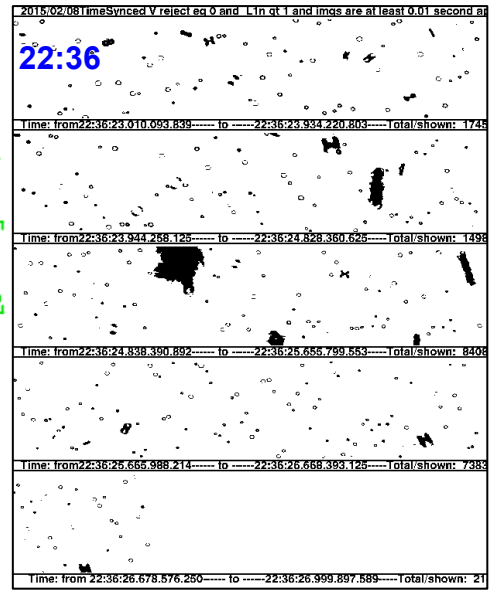 2015/02/08TimeSynced V reject eq 0 and L1n gt 1 and imgs are at least 0.01 second ap
22:36
Time: from22:36:23.010.093.839----- to -----22:36:23.934.220.803----Total/shown: 1745
Time: from22:36:23.944.258.125----- to -----22:36:24.828.360.625----Total/shown: 1498
Time: from22:36:24.838.390.892----- to -----22:36:25.655.799.553----Total/shown: 8408
Time: from22:36:25.665.988.214----- to -----22:36:26.668.393.125----Total/shown: 7383
Time: from 22:36:26.678.576.250----- to -----22:36:26.999.897.589----Total/shown: 21